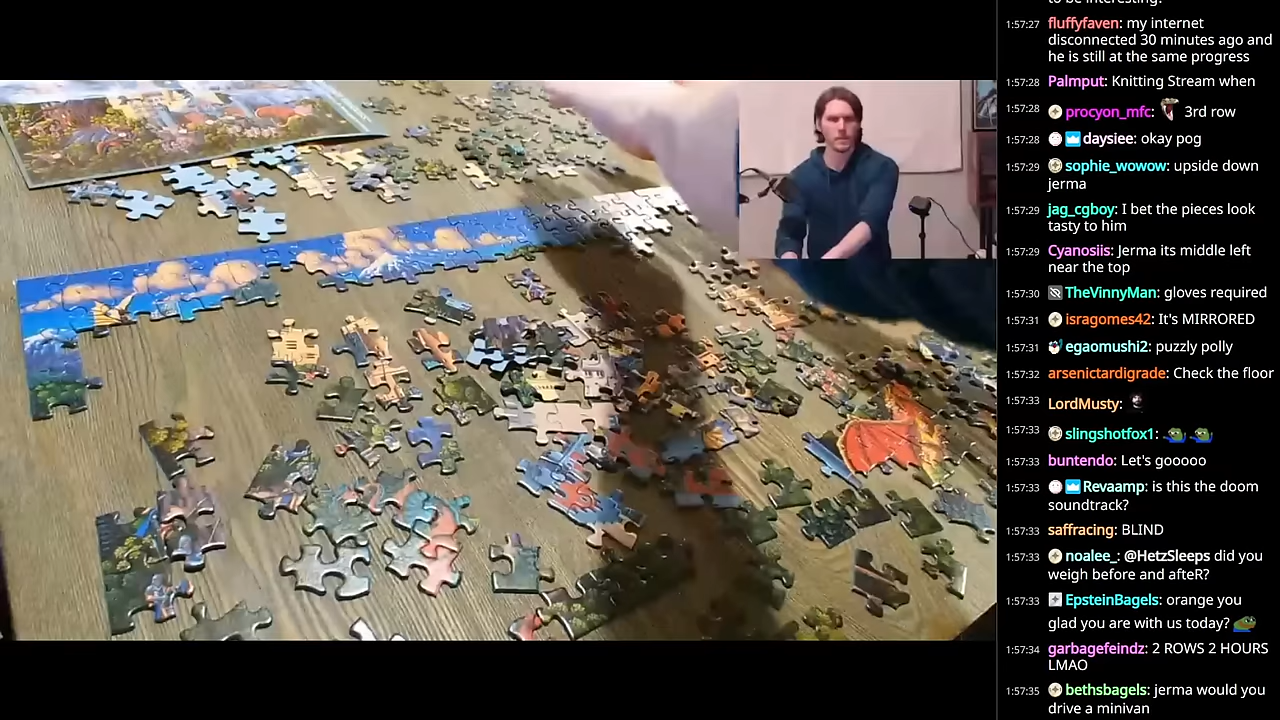 to be interesting.
1:57:27 fluffyfaven: my internet
disconnected 30 minutes ago and
he is still at the same progress
1:57:28 Palmput: Knitting Stream when
1:57:28 procyon_mfc: 3rd row
1:57:28 daysiee: okay pog
1:57:29 sophie_wowow: upside down
jerma
1:57:29 jag_cgboy: I bet the pieces look
tasty to him
1:57:29 Cyanosiis: Jerma its middle left
near the top
1:57:30 TheVinnyMan: gloves required
1:57:31 isragomes42: It's MIRRORED
1:57:31 egaomushi2: puzzly polly
1:57:32 arsenictardigrade: Check the floor
1:57:33 LordMusty:
1:57:33 slingshotfox1:
1:57:33 buntendo: Let's gooooo
1:57:33 Revaamp: is this the doom
soundtrack?
1:57:33 saffracing: BLIND
1:57:33 noalee_: @HetzSleeps did you
weigh before and afteR?
1:57:33 EpsteinBagels: orange you
glad you are with us today?
1:57:34 garbagefeindz: 2 ROWS 2 HOURS
LMAO
1:57:35 bethsbagels: jerma would you
drive a minivan